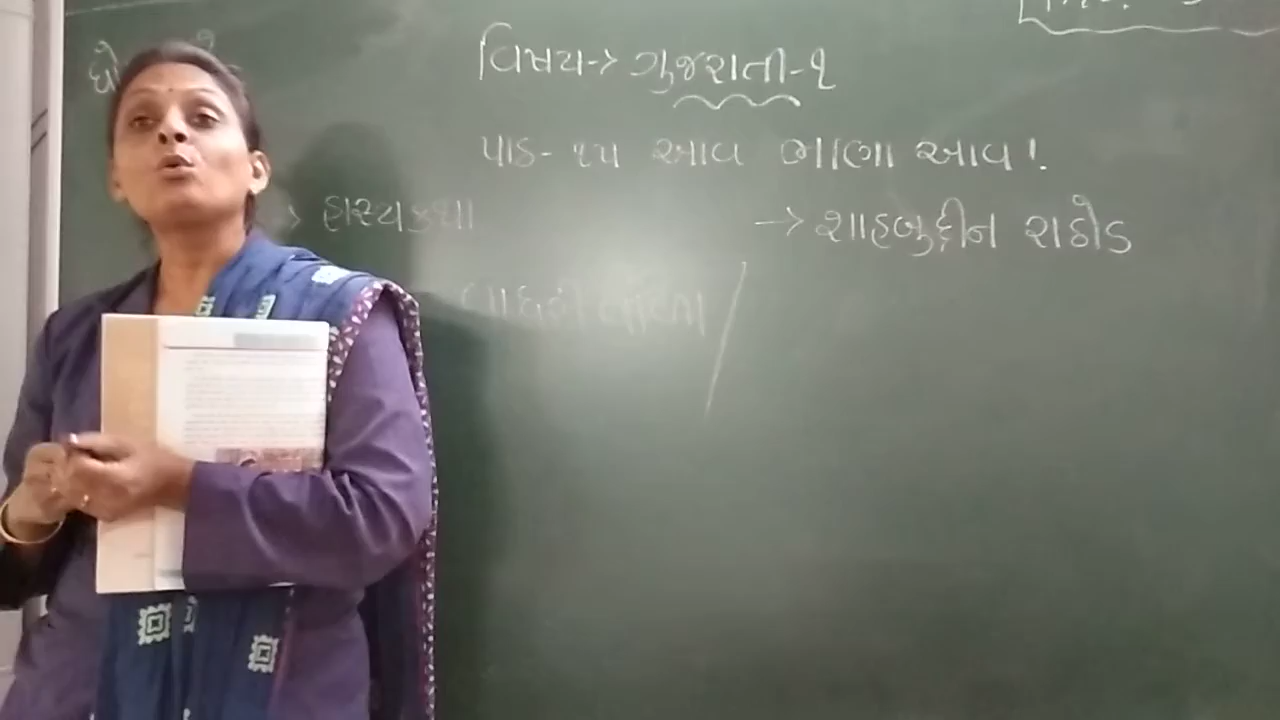 વિષય-> ગુજરાતી-૧
પાઠ- ૧૫ આવ ભાણા આવ!
-> હાસ્યકથા -> શાહબુદ્દીન રાઠોડ